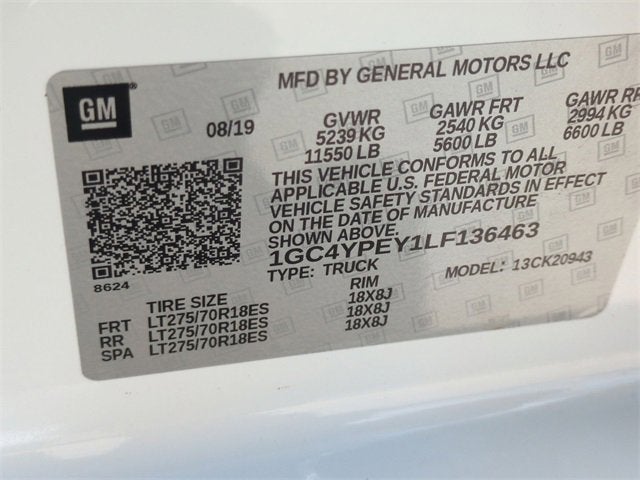 MFD BY GENERAL MOTORS LLC
GM
08/19
GVWR
5239 KG
11550 LB
GAWR FRT
2540 KG
5600 LB
GAWR RR
2994 KG
6600 LB
THIS VEHICLE CONFORMS TO ALL
APPLICABLE U.S. FEDERAL MOTOR
VEHICLE SAFETY STANDARDS IN EFFECT
ON THE DATE OF MANUFACTURE
SHOWN ABOVE.
1GC4YPEY1LF136463
TYPE: TRUCK
MODEL: 13CK20943
8624
TIRE SIZE RIM
FRT LT275/70R18ES 18X8J
RR LT275/70R18ES 18X8J
SPA LT275/70R18ES 18X8J